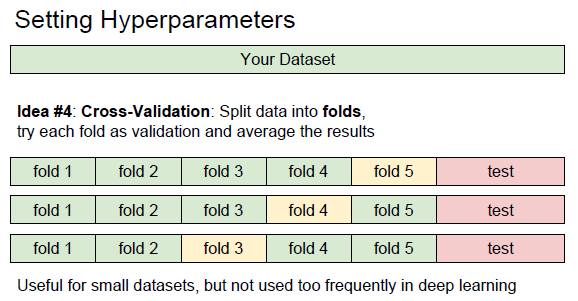 Setting Hyperparameters
Your Dataset
Idea #4: Cross-Validation: Split data into folds,
try each fold as validation and average the results
fold 1 fold 2 fold 3 fold 4 fold 5 test
fold 1 fold 2 fold 3 fold 4 fold 5 test
fold 1 fold 2 fold 3 fold 4 fold 5 test
Useful for small datasets, but not used too frequently in deep learning